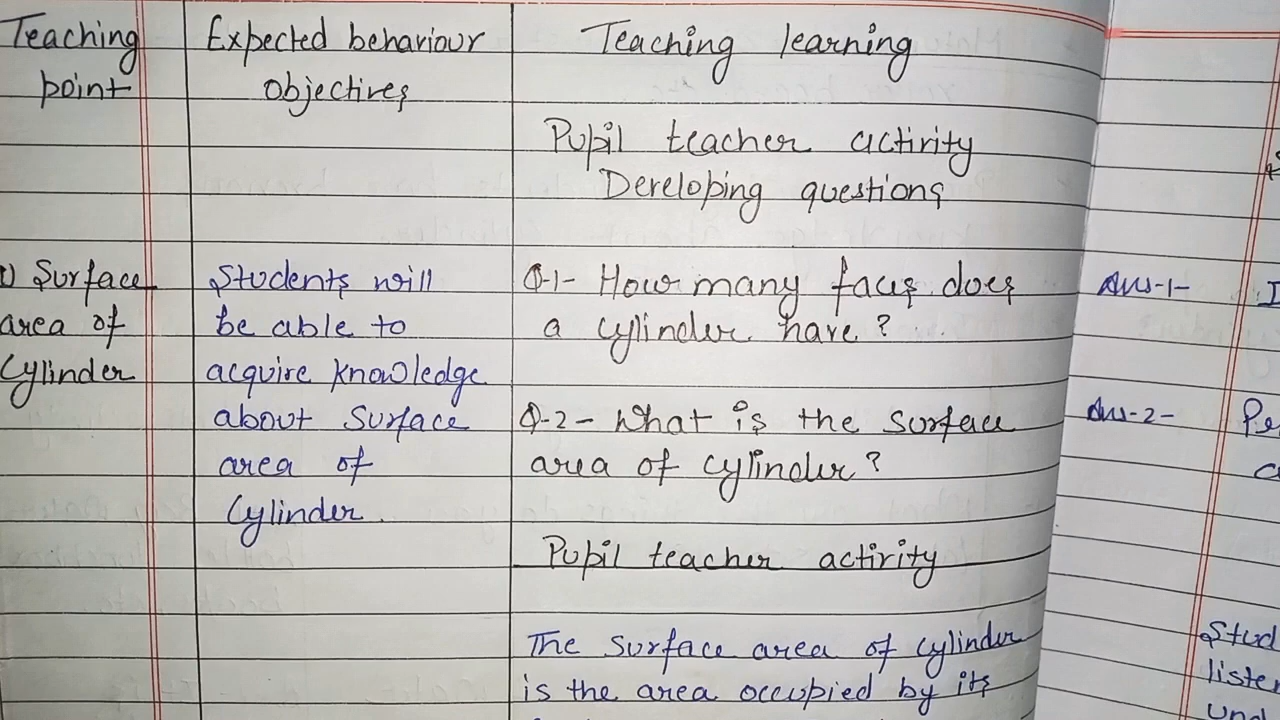 Teaching
point
Expected behaviour
objectives
Teaching learning
Pupil teacher activity
Developing questions
1) Surface
area of
Cylinder
Students will
be able to
acquire knowledge
about surface
area of
Cylinder.
Q-1- How many faces does
a cylinder have?
Q-2- What is the surface
area of cylinder?
Pupil teacher activity
The surface area of cylinder
is the area occupied by its
Ans-1-
Ans-2-
Stud
listen
und